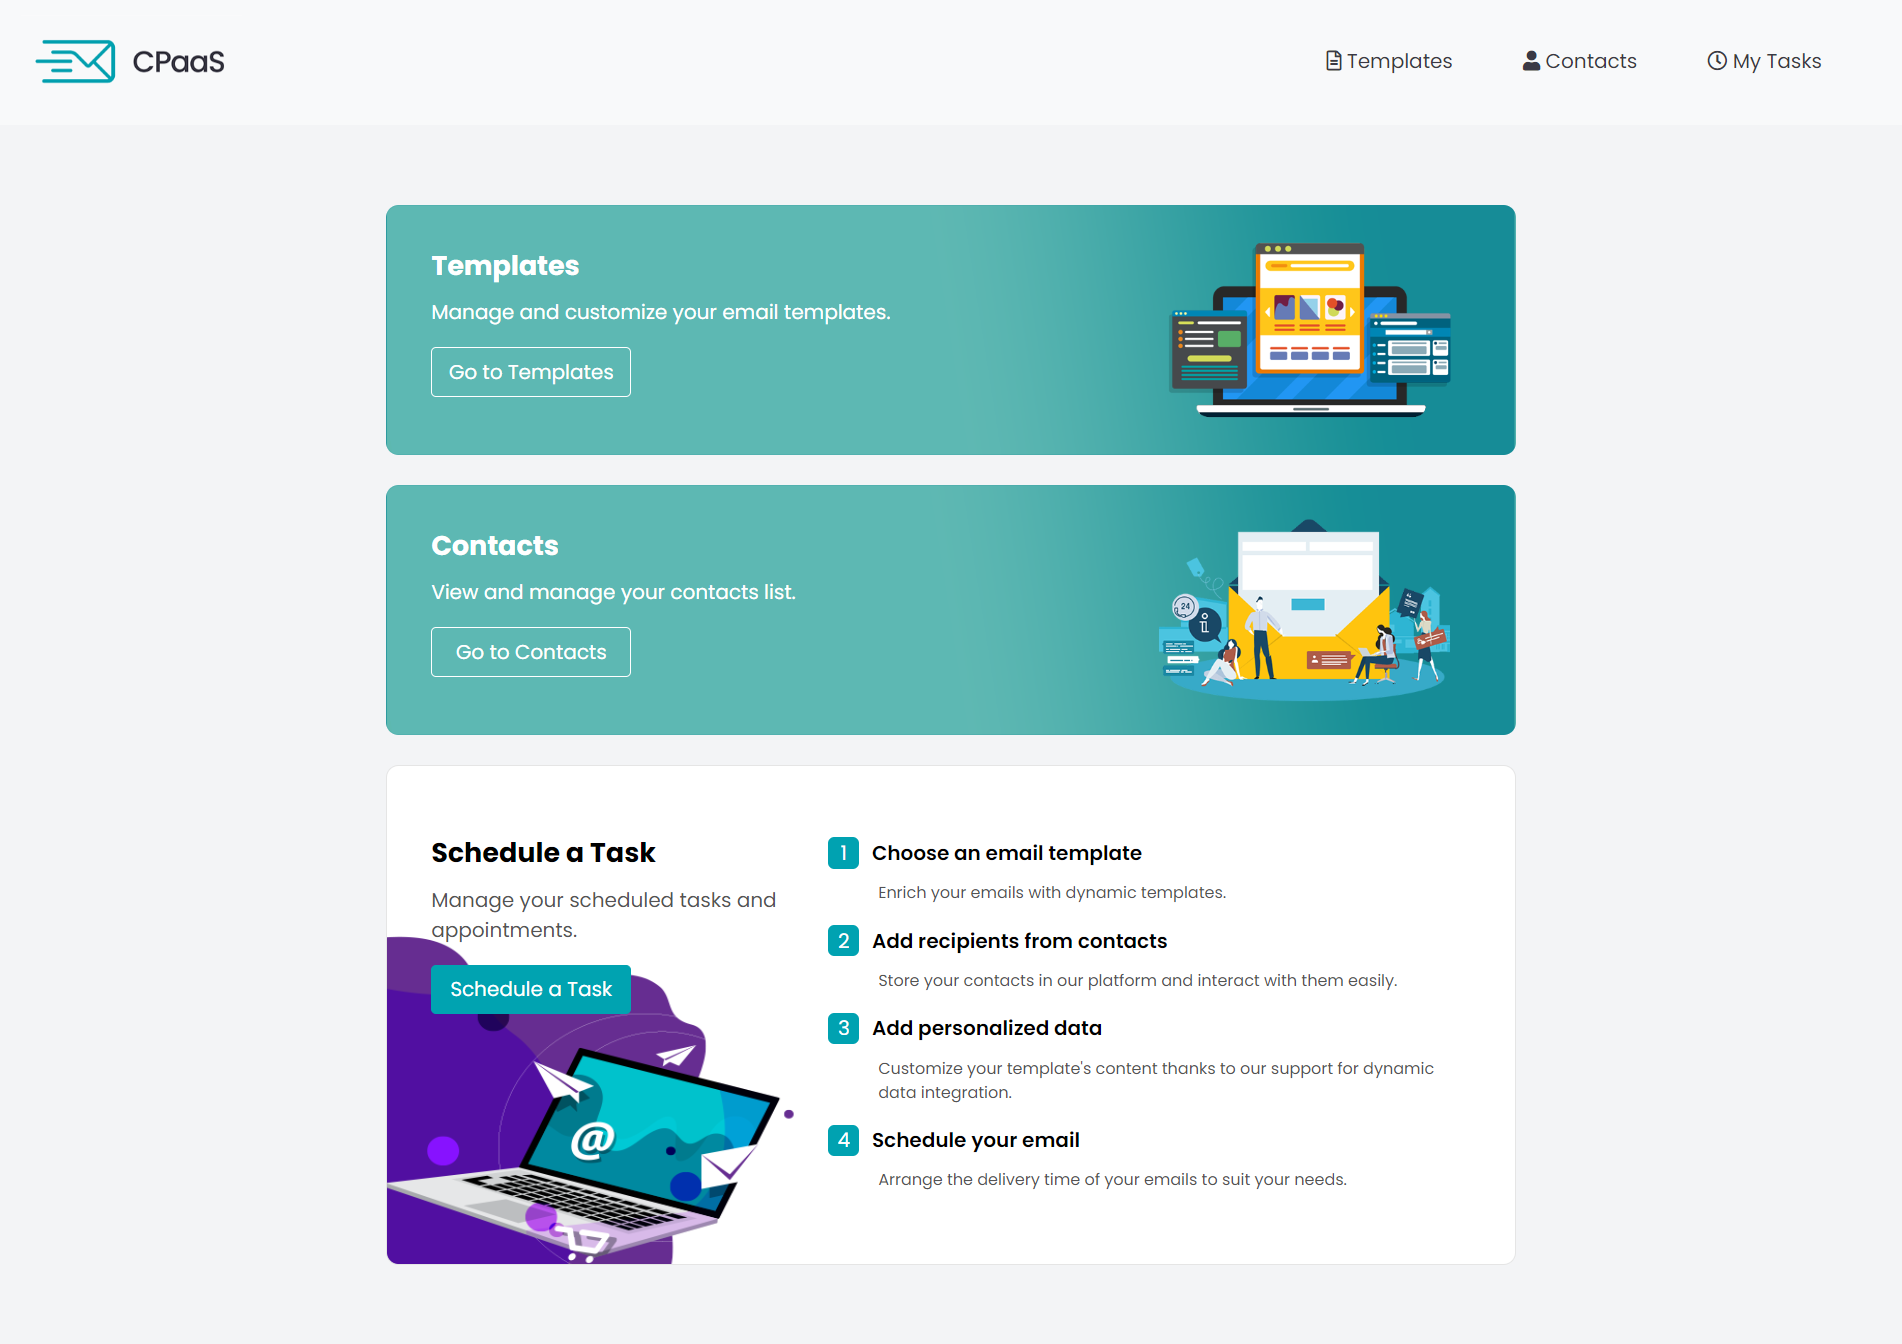 CPaaS
Templates
Contacts
My Tasks
Templates
Manage and customize your email templates.
Go to Templates
Contacts
View and manage your contacts list.
Go to Contacts
24
i
Schedule a Task
Manage your scheduled tasks and
appointments.
Schedule a Task
@
1 Choose an email template
Enrich your emails with dynamic templates.
2 Add recipients from contacts
Store your contacts in our platform and interact with them easily.
3 Add personalized data
Customize your template's content thanks to our support for dynamic
data integration.
4 Schedule your email
Arrange the delivery time of your emails to suit your needs.